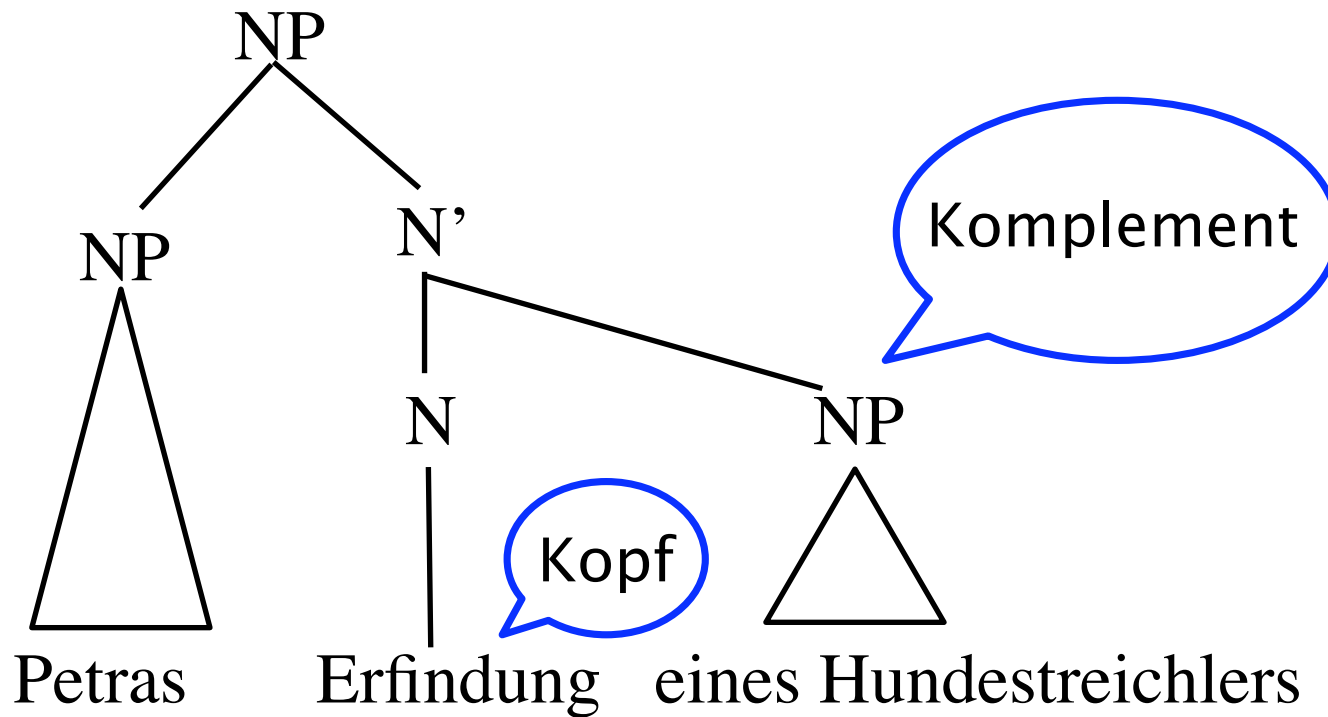 NP
NP N’
Komplement
N NP
Kopf
Petras Erfindung eines Hundestreichlers